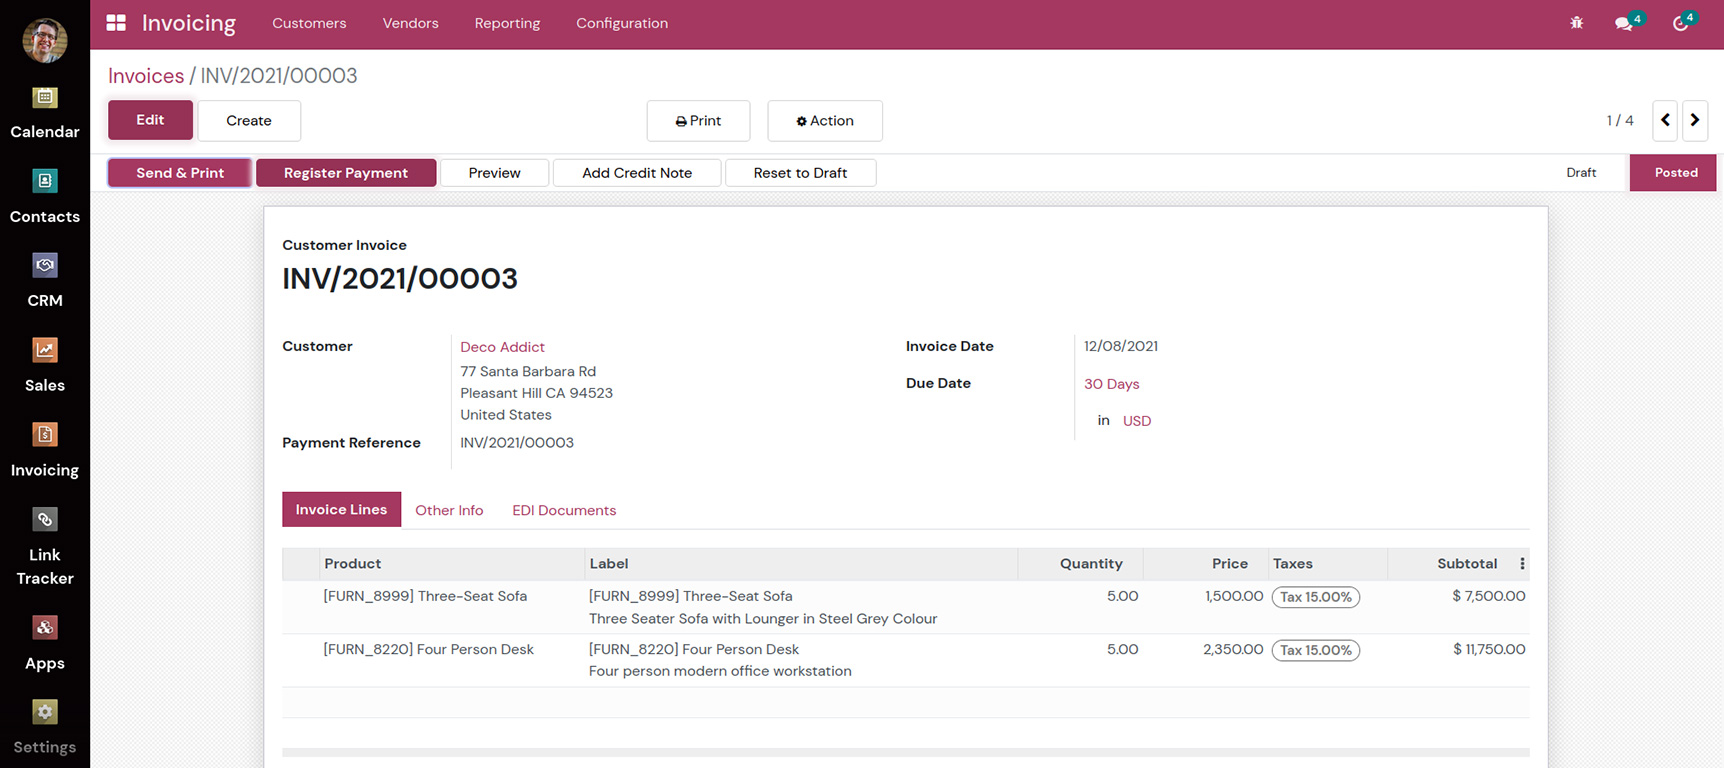 Invoicing Customers Vendors Reporting Configuration 4 4
Calendar
Contacts
CRM
Sales
Invoicing
Link
Tracker
Apps
Settings
Invoices / INV/2021/00003
Edit Create Print Action 1 / 4
Send & Print Register Payment Preview Add Credit Note Reset to Draft Draft Posted
Customer Invoice
INV/2021/00003
Customer Deco Addict Invoice Date 12/08/2021
77 Santa Barbara Rd
Pleasant Hill CA 94523 Due Date 30 Days
United States in USD
Payment Reference INV/2021/00003
Invoice Lines Other Info EDI Documents
Product Label Quantity Price Taxes Subtotal
[FURN_8999] Three-Seat Sofa [FURN_8999] Three-Seat Sofa 5.00 1,500.00 Tax 15.00% $ 7,500.00
Three Seater Sofa with Lounger in Steel Grey Colour
[FURN_8220] Four Person Desk [FURN_8220] Four Person Desk 5.00 2,350.00 Tax 15.00% $ 11,750.00
Four person modern office workstation